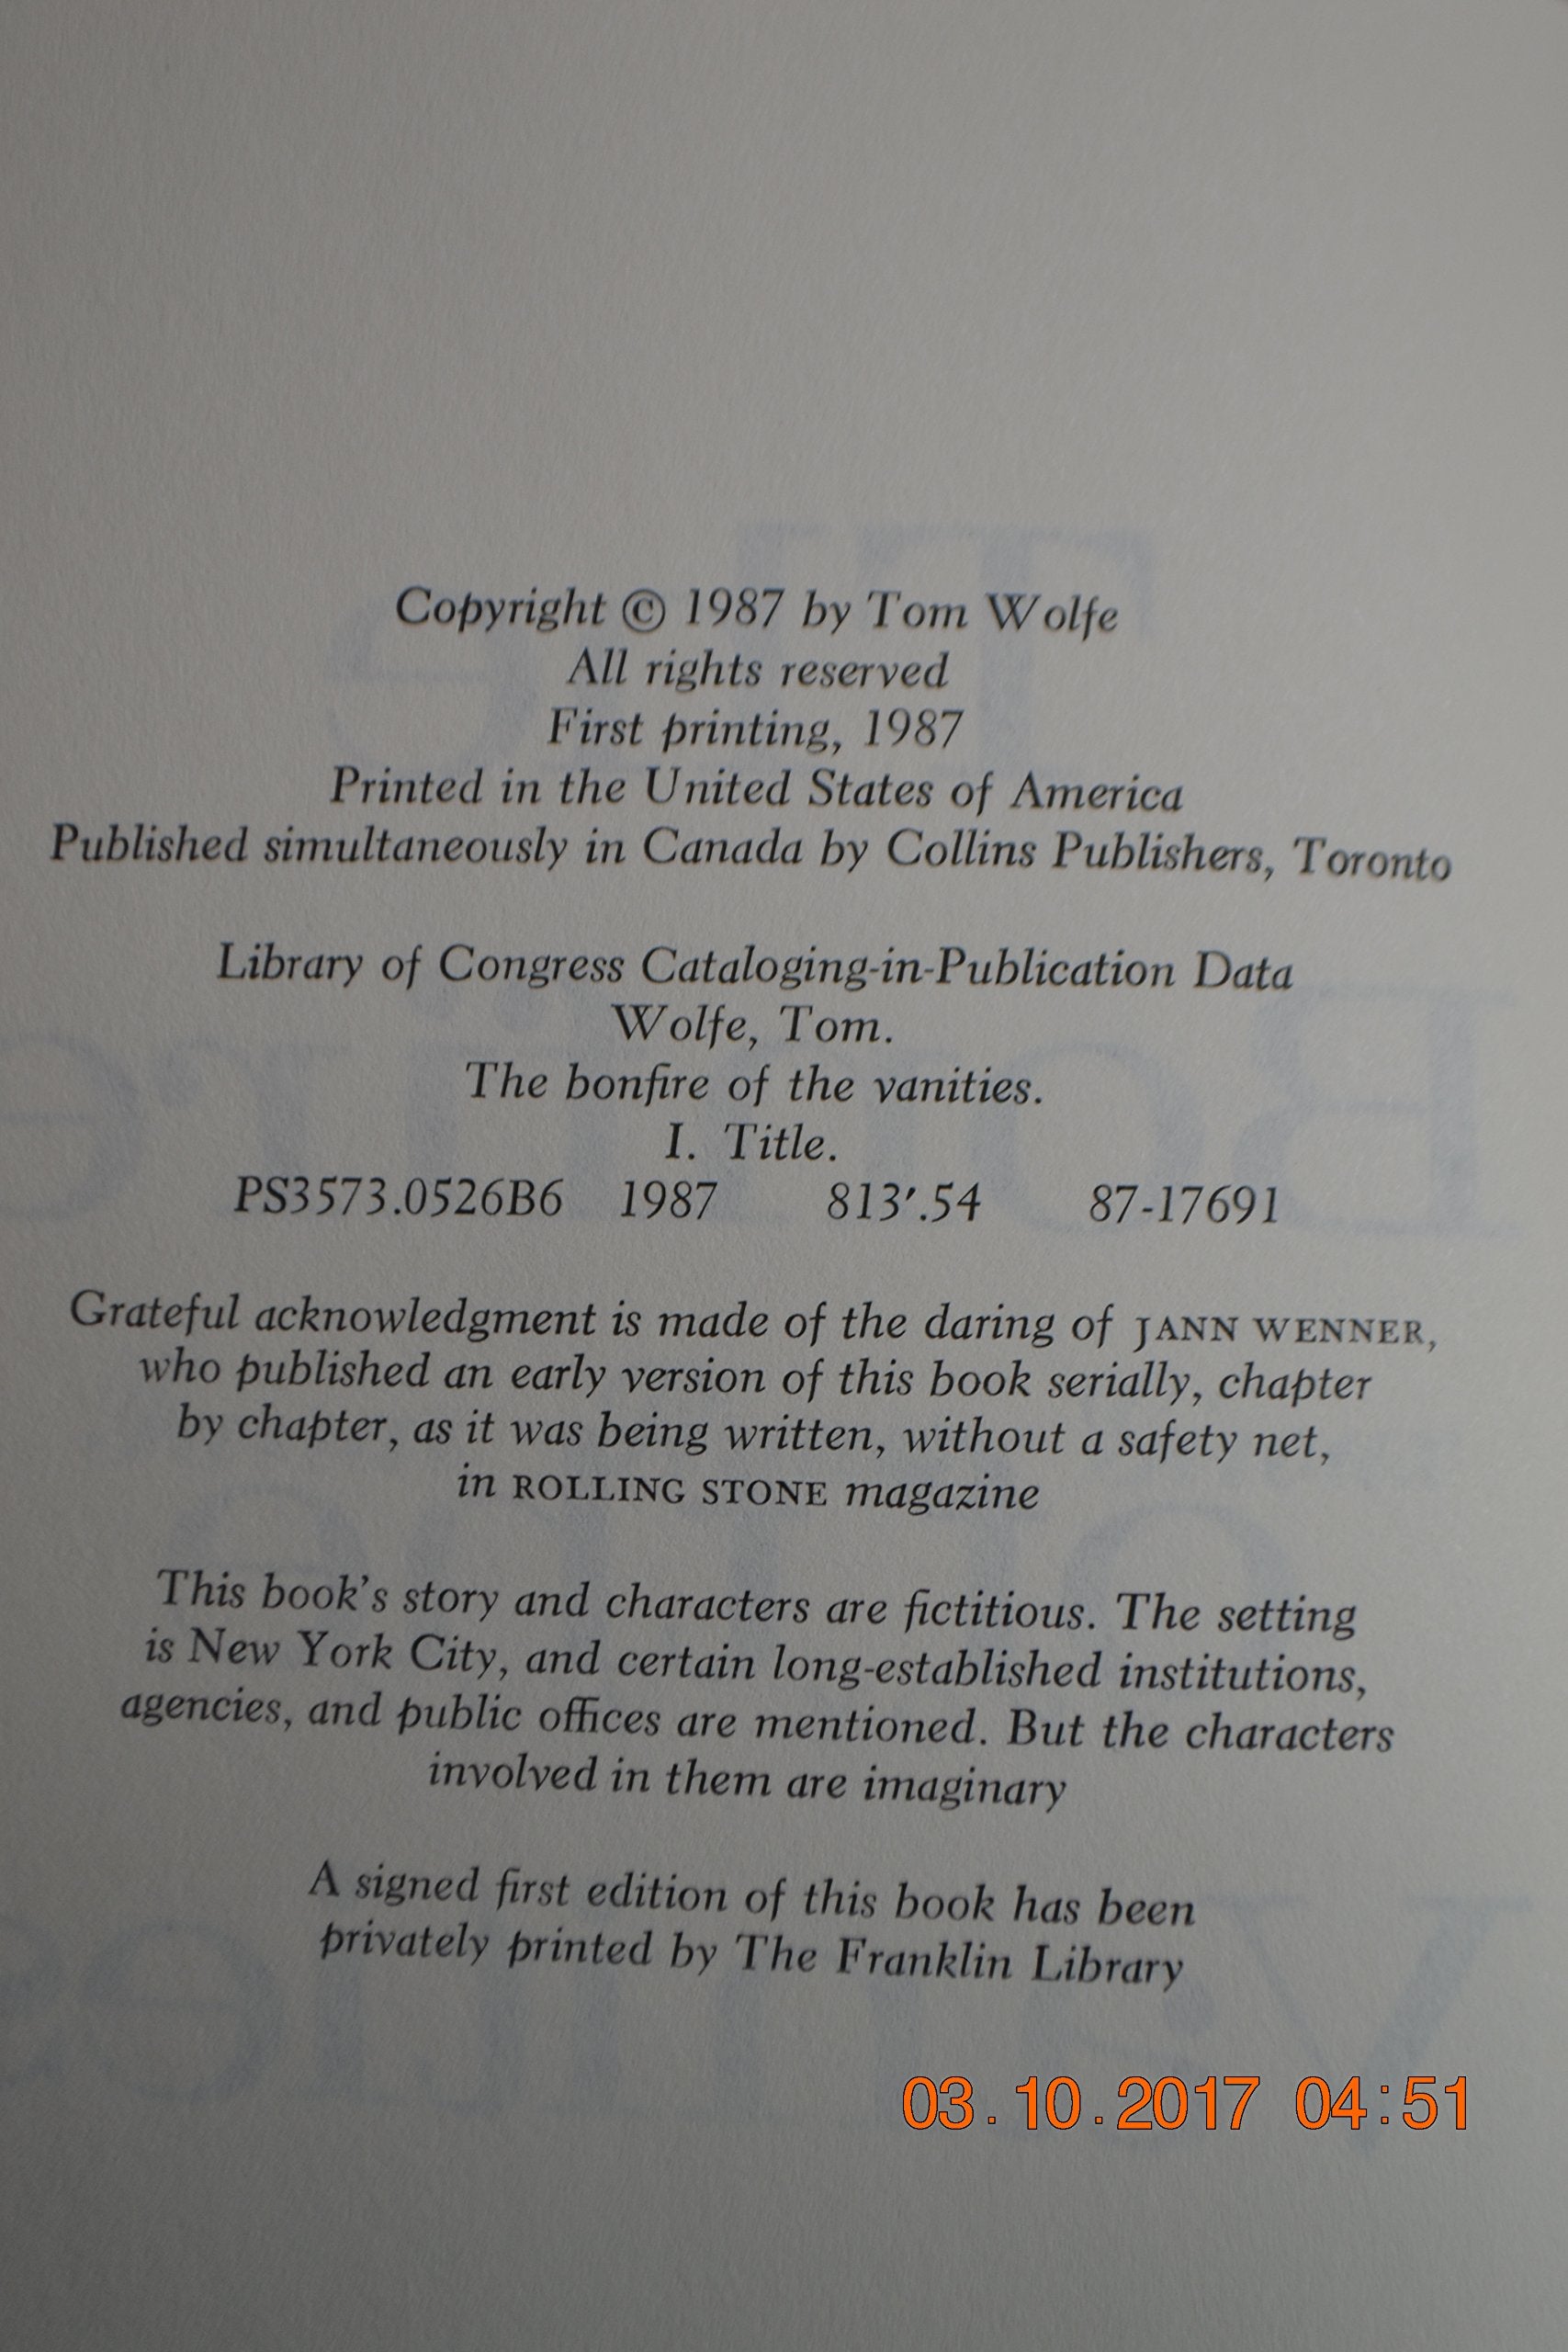 Copyright © 1987 by Tom Wolfe
All rights reserved
First printing, 1987
Printed in the United States of America
Published simultaneously in Canada by Collins Publishers, Toronto
Library of Congress Cataloging-in-Publication Data
Wolfe, Tom.
The bonfire of the vanities.
I. Title.
PS3573.0526B6 1987 813'.54 87-17691
Grateful acknowledgment is made of the daring of JANN WENNER,
who published an early version of this book serially, chapter
by chapter, as it was being written, without a safety net,
in ROLLING STONE magazine
This book's story and characters are fictitious. The setting
is New York City, and certain long-established institutions,
agencies, and public offices are mentioned. But the characters
involved in them are imaginary
A signed first edition of this book has been
privately printed by The Franklin Library
03.10.2017 04:51